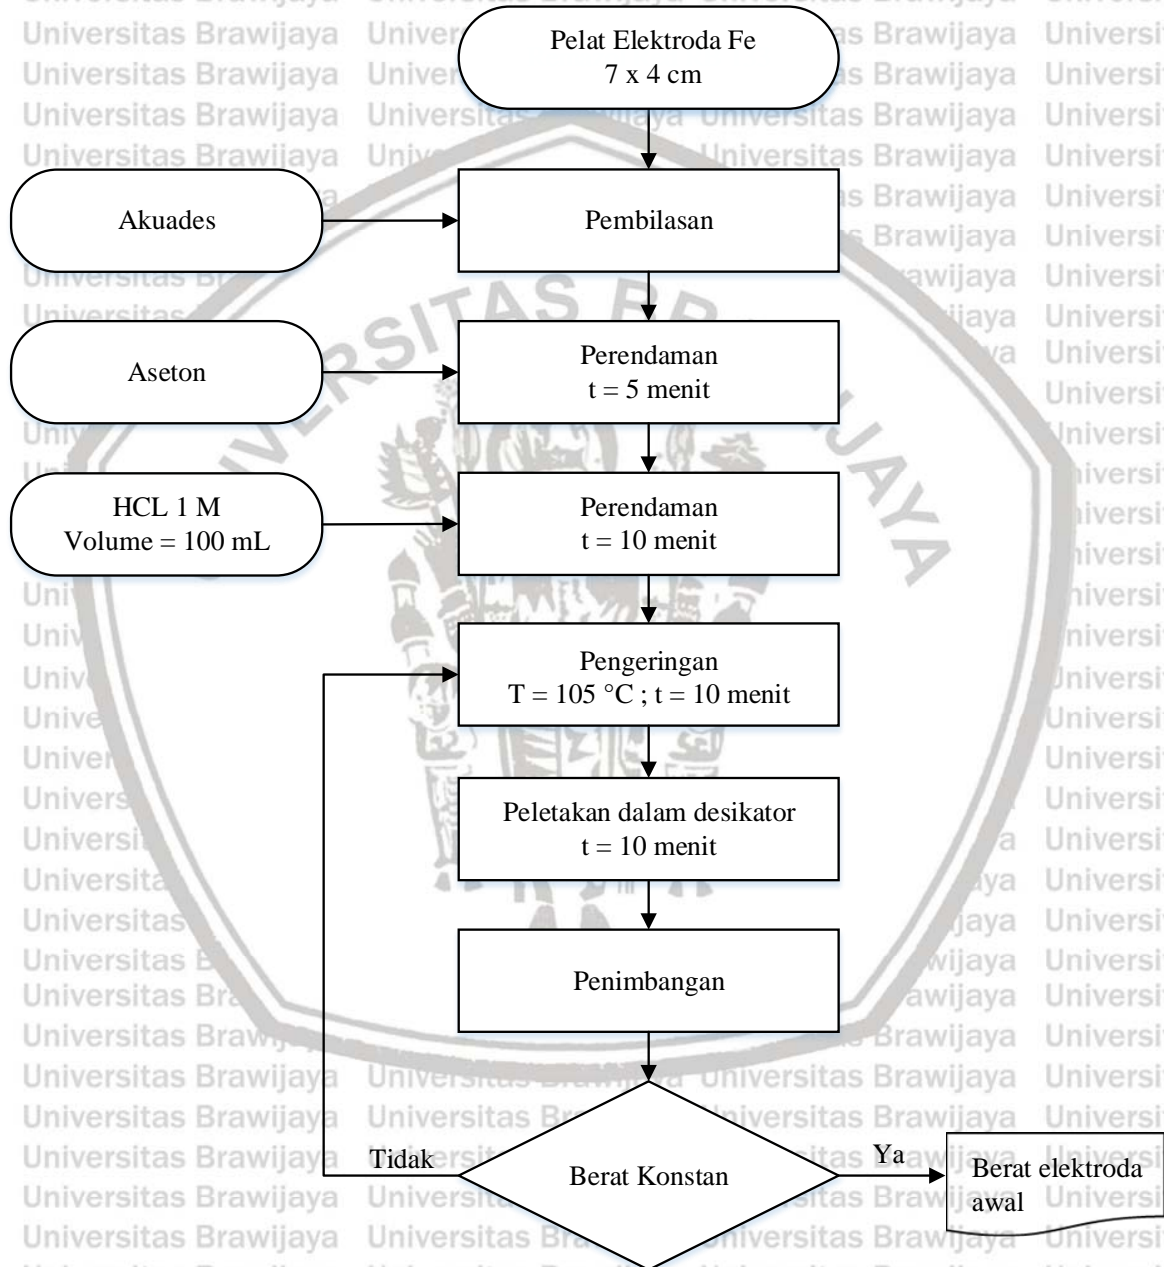 Pelat Elektroda Fe
7 x 4 cm
Akuades
Pembilasan
Aseton
Perendaman
t = 5 menit
HCL 1 M
Volume = 100 mL
Perendaman
t = 10 menit
Pengeringan
T = 105 °C ; t = 10 menit
Peletakan dalam desikator
t = 10 menit
Penimbangan
Tidak
Berat Konstan
Ya
Berat elektroda
awal